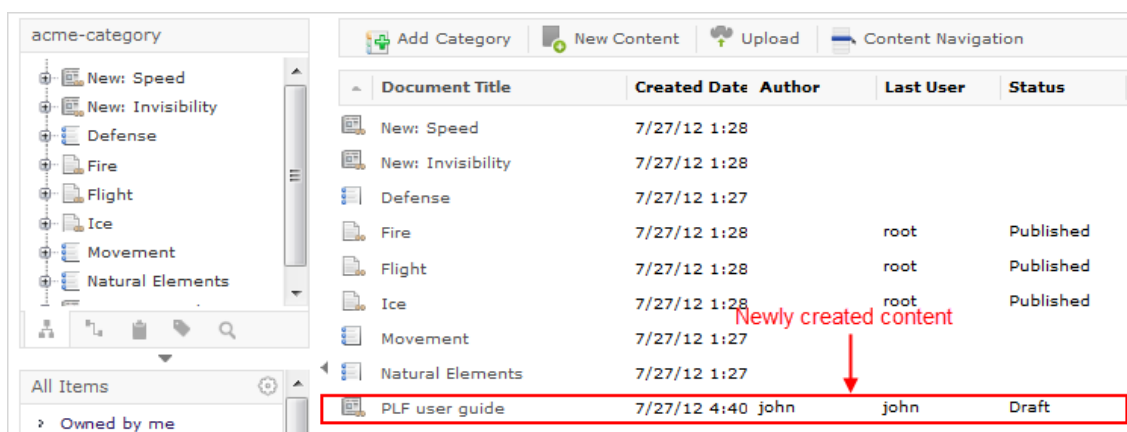 acme-category
New: Speed
New: Invisibility
Defense
Fire
Flight
Ice
Movement
Natural Elements
All Items
Owned by me
Add Category New Content Upload Content Navigation
Document Title Created Date Author Last User Status
New: Speed 7/27/12 1:28
New: Invisibility 7/27/12 1:28
Defense 7/27/12 1:27
Fire 7/27/12 1:28 root Published
Flight 7/27/12 1:28 root Published
Ice 7/27/12 1:28 root Published
Newly created content
Movement 7/27/12 1:27
Natural Elements 7/27/12 1:27
PLF user guide 7/27/12 4:40 john john Draft